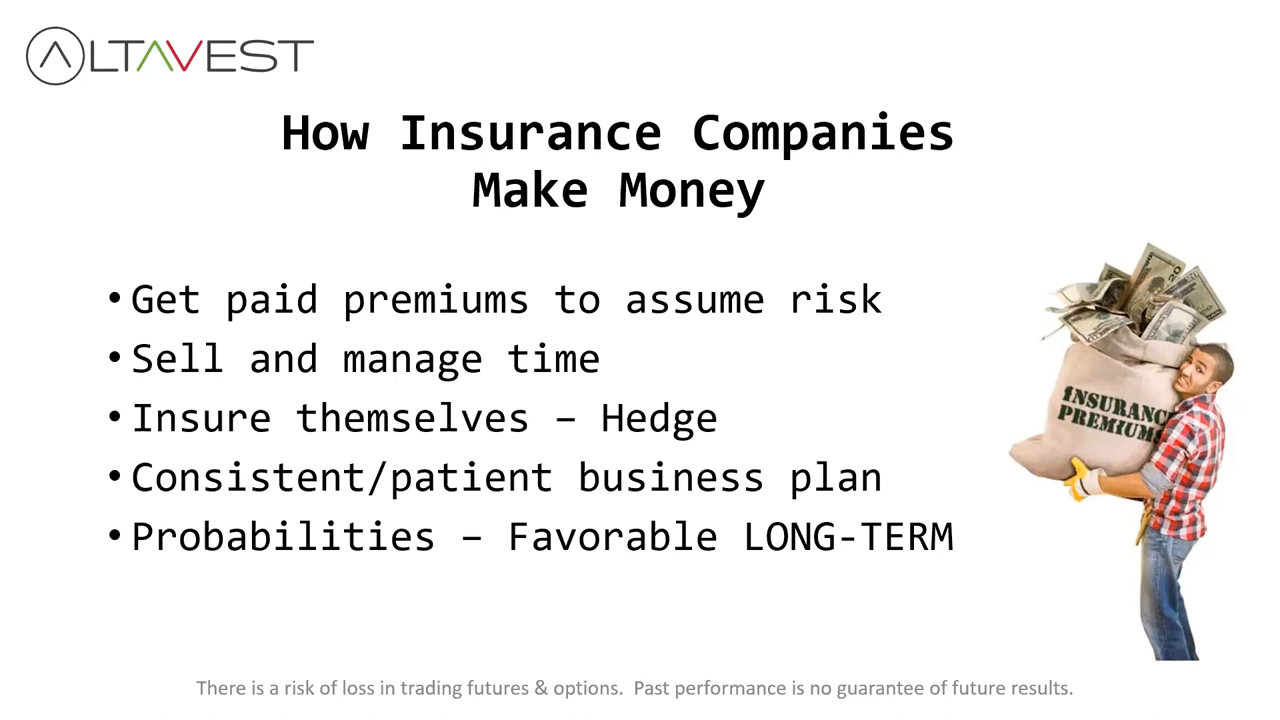 ALTAVEST
How Insurance Companies
Make Money
• Get paid premiums to assume risk
• Sell and manage time
• Insure themselves – Hedge
• Consistent/patient business plan
• Probabilities – Favorable LONG-TERM
INSURANCE
PREMIUMS
20
There is a risk of loss in trading futures & options.  Past performance is no guarantee of future results.